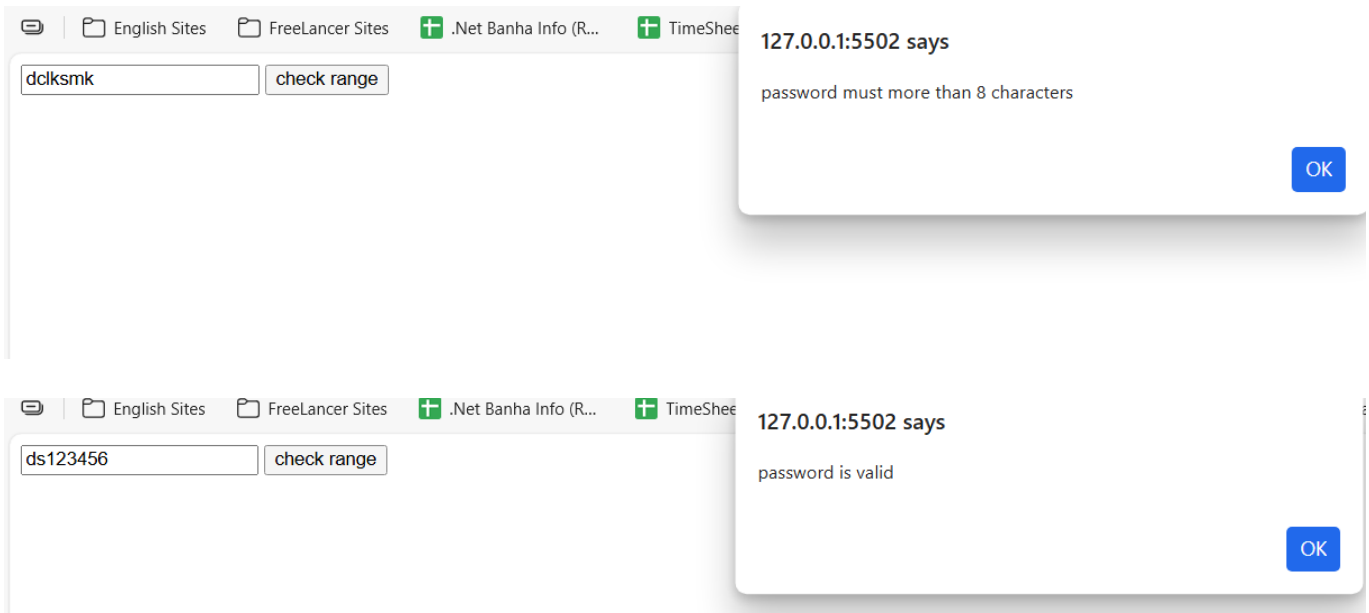 English Sites FreeLancer Sites .Net Banha Info (R... TimeShee
127.0.0.1:5502 says
dclksmk check range
password must more than 8 characters
OK
English Sites FreeLancer Sites .Net Banha Info (R... TimeShee
127.0.0.1:5502 says
ds123456 check range
password is valid
OK